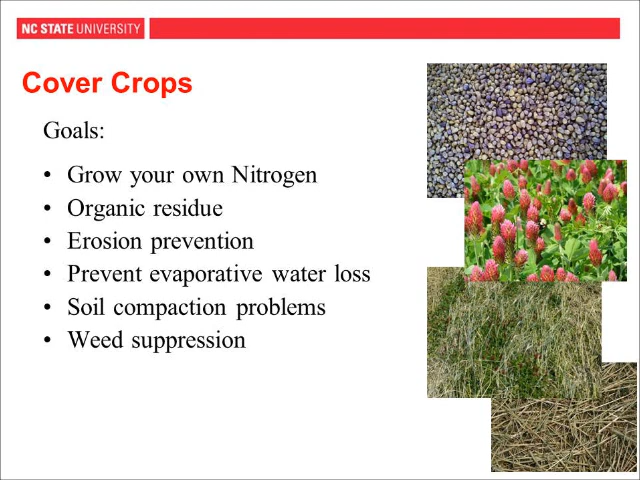 NC STATE UNIVERSITY
Cover Crops
Goals:
• Grow your own Nitrogen
• Organic residue
• Erosion prevention
• Prevent evaporative water loss
• Soil compaction problems
• Weed suppression